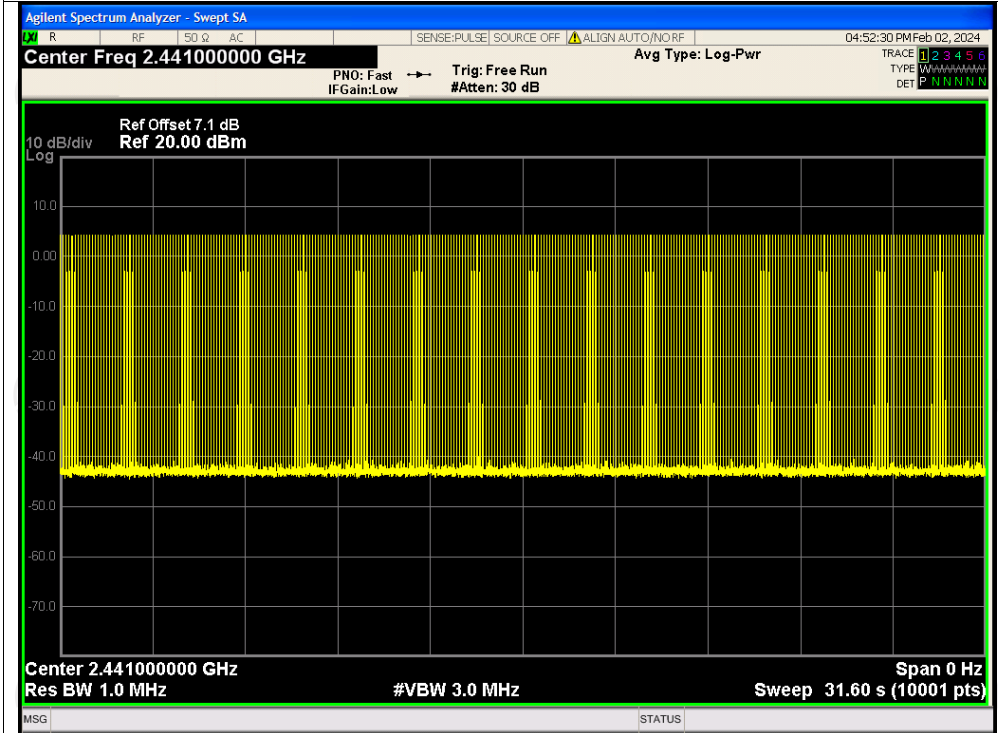 Agilent Spectrum Analyzer - Swept SA
LXI R RF 50 Ω AC SENSE:PULSE SOURCE OFF ALIGN AUTO/NO RF 04:52:30 PM Feb 02, 2024
Center Freq 2.441000000 GHz Avg Type: Log-Pwr TRACE 1 2 3 4 5 6
PNO: Fast Trig: Free Run TYPE W
IFGain:Low #Atten: 30 dB DET P N N N N N
Ref Offset 7.1 dB
10 dB/div Ref 20.00 dBm
Log
10.0
0.00
-10.0
-20.0
-30.0
-40.0
-50.0
-60.0
-70.0
Center 2.441000000 GHz Span 0 Hz
Res BW 1.0 MHz #VBW 3.0 MHz Sweep 31.60 s (10001 pts)
MSG STATUS